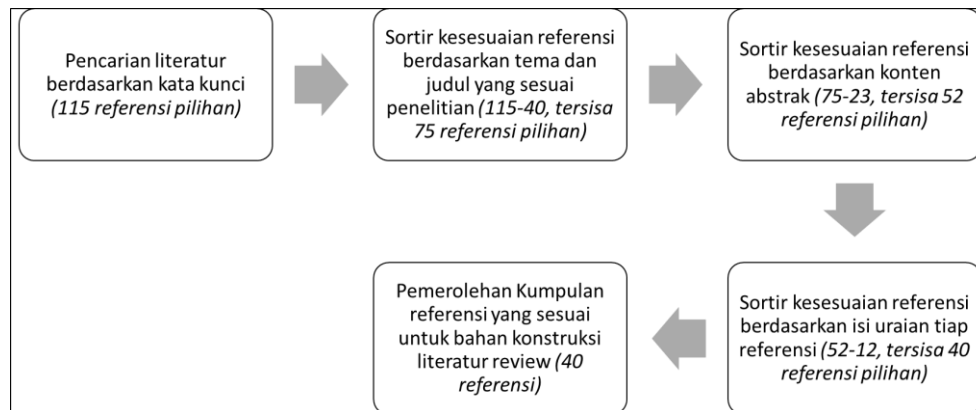 Pencarian literatur
berdasarkan kata kunci
(115 referensi pilihan)
Sortir kesesuaian referensi
berdasarkan tema dan
judul yang sesuai
penelitian (115-40, tersisa
75 referensi pilihan)
Sortir kesesuaian referensi
berdasarkan konten
abstrak (75-23, tersisa 52
referensi pilihan)
Sortir kesesuaian referensi
berdasarkan isi uraian tiap
referensi (52-12, tersisa 40
referensi pilihan)
Pemerolehan Kumpulan
referensi yang sesuai
untuk bahan konstruksi
literatur review (40
referensi)